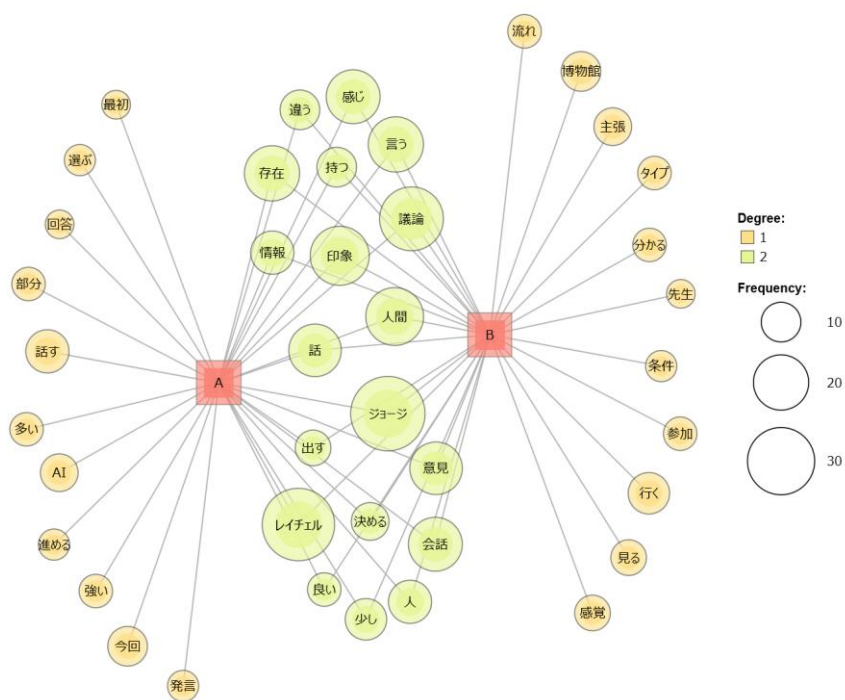 流れ
博物館
主張
タイプ
分かる
先生
条件
参加
行く
見る
感覚
最初
選ぶ
回答
部分
話す
多い
AI
進める
強い
今回
発言
違う
感じ
言う
存在
持つ
議論
情報
印象
人間
話
ジョージ
出す
意見
レイチェル
決める
会話
良い
少し
人
A
B
Degree:
1
2
Frequency:
10
20
30